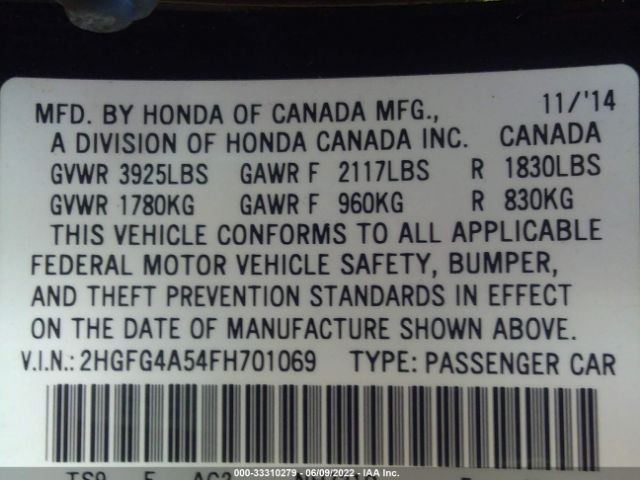 MFD. BY HONDA OF CANADA MFG., 11/'14
A DIVISION OF HONDA CANADA INC. CANADA
GVWR 3925LBS GAWR F 2117LBS R 1830LBS
GVWR 1780KG GAWR F 960KG R 830KG
THIS VEHICLE CONFORMS TO ALL APPLICABLE
FEDERAL MOTOR VEHICLE SAFETY, BUMPER,
AND THEFT PREVENTION STANDARDS IN EFFECT
ON THE DATE OF MANUFACTURE SHOWN ABOVE.
V.I.N.: 2HGFG4A54FH701069 TYPE: PASSENGER CAR
000-33310279 - 06/09/2022 - IAA Inc.